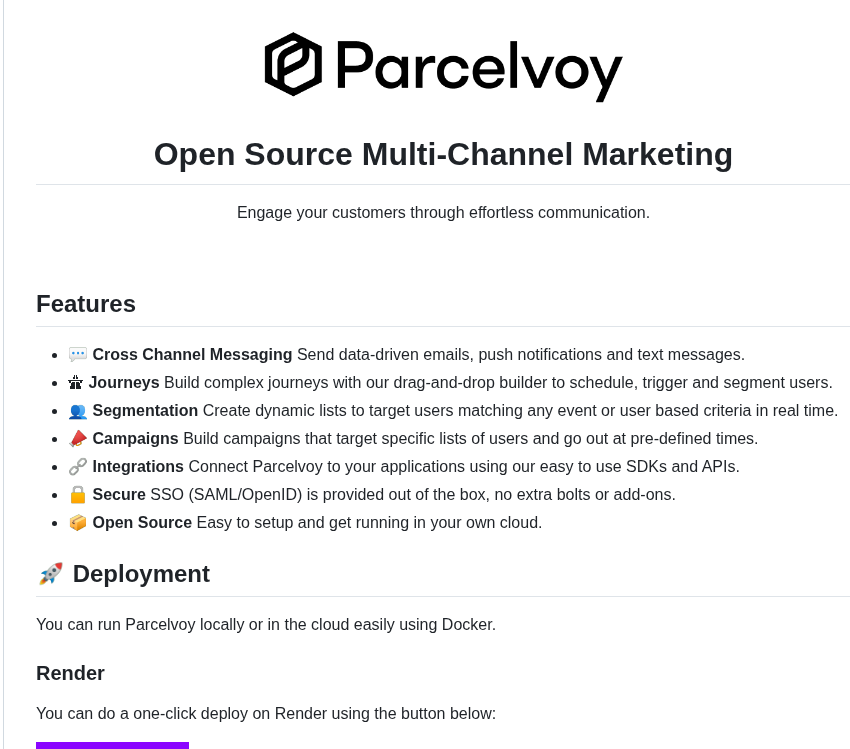 Parcelvoy
Open Source Multi-Channel Marketing
Engage your customers through effortless communication.
Features
💬 Cross Channel Messaging Send data-driven emails, push notifications and text messages.
🛣 Journeys Build complex journeys with our drag-and-drop builder to schedule, trigger and segment users.
👥 Segmentation Create dynamic lists to target users matching any event or user based criteria in real time.
📣 Campaigns Build campaigns that target specific lists of users and go out at pre-defined times.
🔗 Integrations Connect Parcelvoy to your applications using our easy to use SDKs and APIs.
🔒 Secure SSO (SAML/OpenID) is provided out of the box, no extra bolts or add-ons.
📦 Open Source Easy to setup and get running in your own cloud.
🚀 Deployment
You can run Parcelvoy locally or in the cloud easily using Docker.
Render
You can do a one-click deploy on Render using the button below: